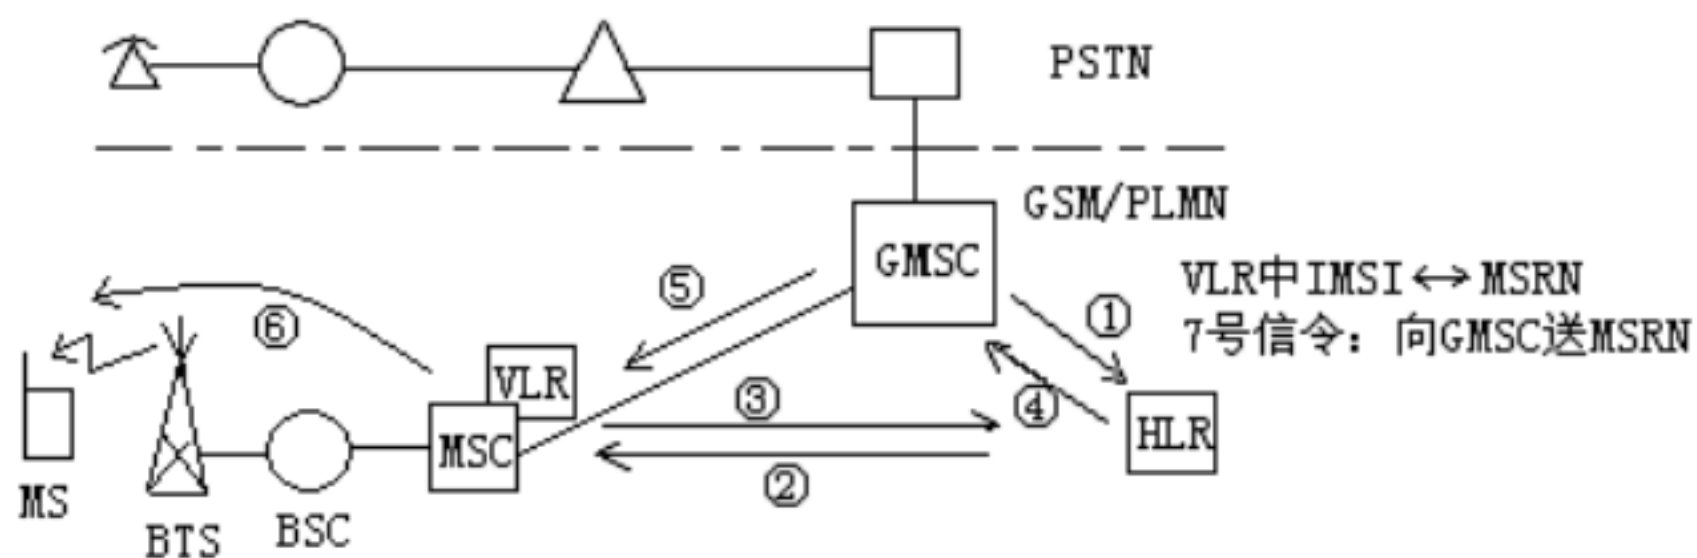 PSTN
GSM/PLMN
GMSC
VLR中IMSI↔MSRN
7号信令：向GMSC送MSRN
①
⑤
⑥
④
VLR
③
HLR
MSC
②
MS
BTS
BSC